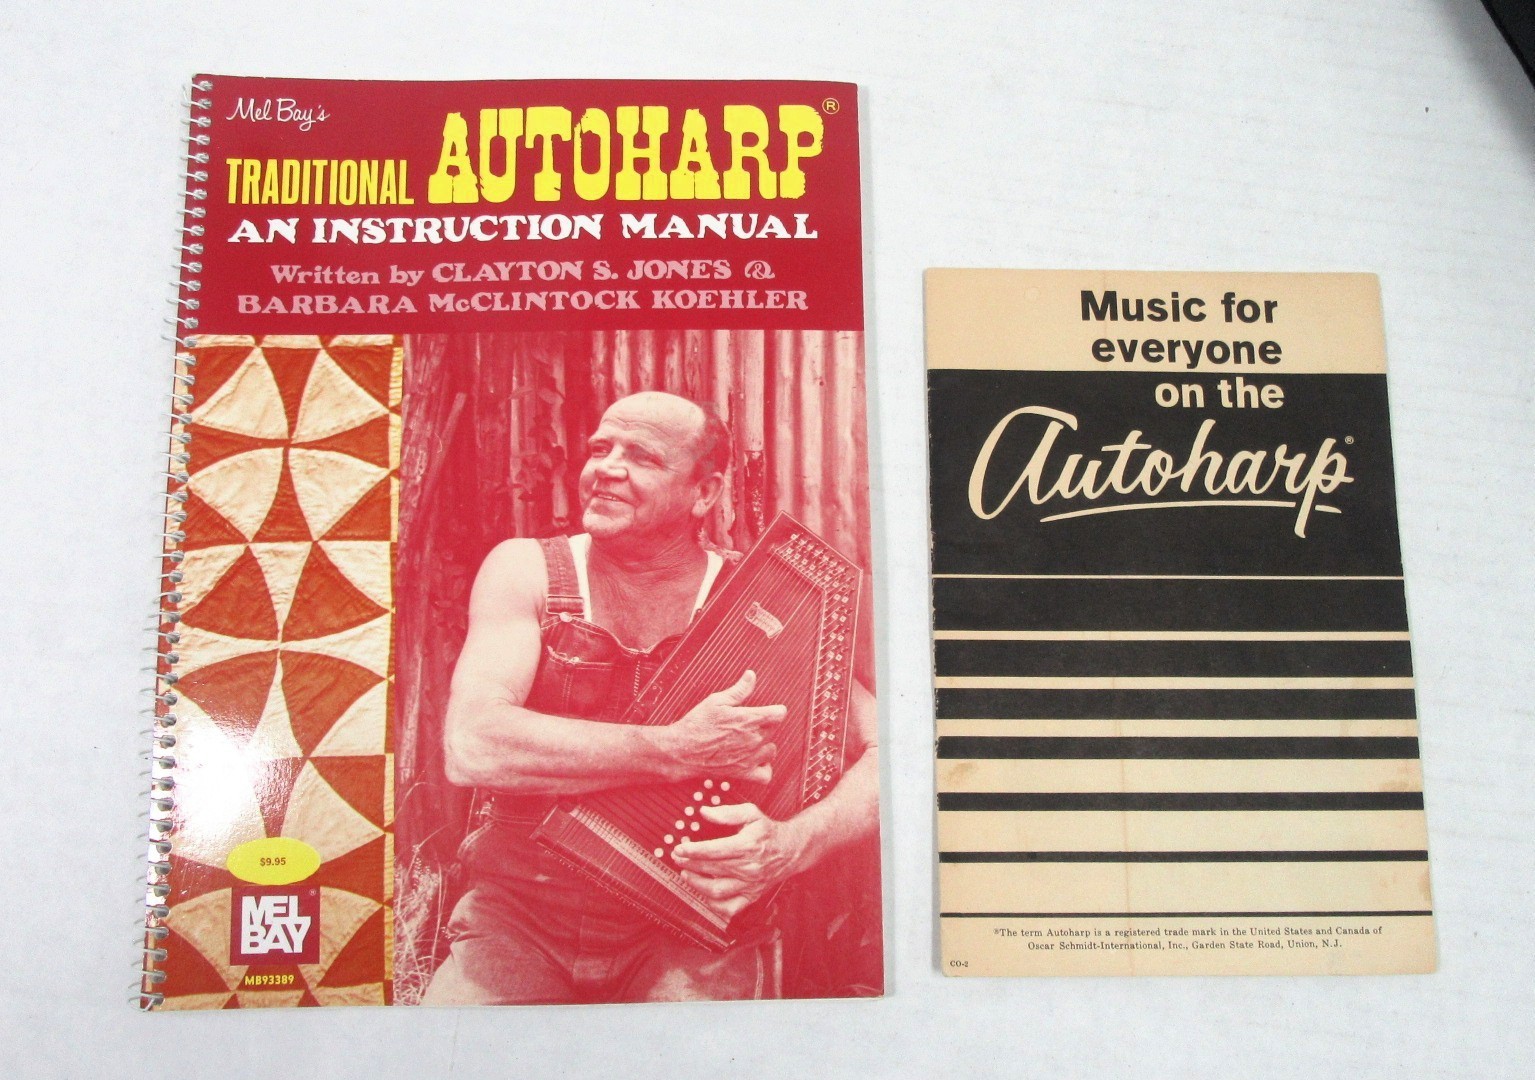 Mel Bay's
TRADITIONAL AUTOHARP®
AN INSTRUCTION MANUAL
Written by CLAYTON S. JONES &
BARBARA McCLINTOCK KOEHLER
$9.95
MEL BAY®
MB93389
Music for
everyone
on the
Autoharp®
®The term Autoharp is a registered trade mark in the United States and Canada of
Oscar Schmidt-International, Inc., Garden State Road, Union, N.J.
CO-2